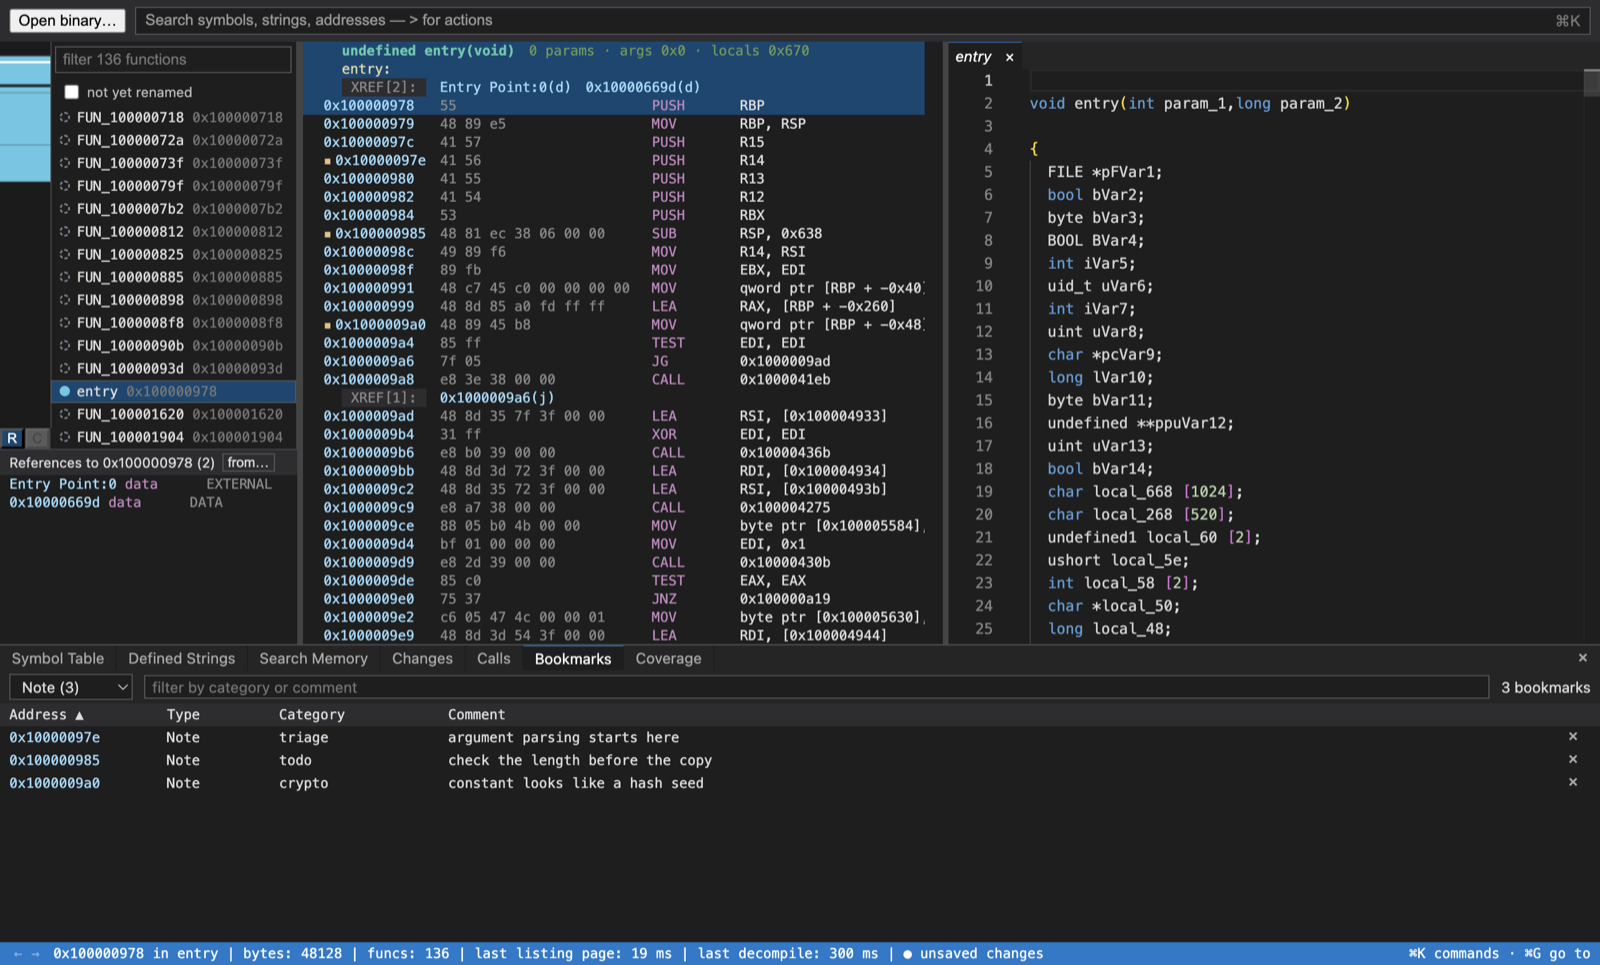 Open binary…
Search symbols, strings, addresses — > for actions
⌘K
filter 136 functions
not yet renamed
FUN_100000718 0x100000718
FUN_10000072a 0x10000072a
FUN_10000073f 0x10000073f
FUN_10000079f 0x10000079f
FUN_1000007b2 0x1000007b2
FUN_100000812 0x100000812
FUN_100000825 0x100000825
FUN_100000885 0x100000885
FUN_100000898 0x100000898
FUN_1000008f8 0x1000008f8
FUN_10000090b 0x10000090b
FUN_10000093d 0x10000093d
entry 0x100000978
FUN_100001620 0x100001620
FUN_100001904 0x100001904
R C
References to 0x100000978 (2) from…
Entry Point:0 data EXTERNAL
0x10000669d data DATA
undefined entry(void) 0 params · args 0x0 · locals 0x670
entry:
XREF[2]: Entry Point:0(d) 0x10000669d(d)
0x100000978 55 PUSH RBP
0x100000979 48 89 e5 MOV RBP, RSP
0x10000097c 41 57 PUSH R15
0x10000097e 41 56 PUSH R14
0x100000980 41 55 PUSH R13
0x100000982 41 54 PUSH R12
0x100000984 53 PUSH RBX
0x100000985 48 81 ec 38 06 00 00 SUB RSP, 0x638
0x10000098c 49 89 f6 MOV R14, RSI
0x10000098f 89 fb MOV EBX, EDI
0x100000991 48 c7 45 c0 00 00 00 00 MOV qword ptr [RBP + -0x40]
0x100000999 48 8d 85 a0 fd ff ff LEA RAX, [RBP + -0x260]
0x1000009a0 48 89 45 b8 MOV qword ptr [RBP + -0x48]
0x1000009a4 85 ff TEST EDI, EDI
0x1000009a6 7f 05 JG 0x1000009ad
0x1000009a8 e8 3e 38 00 00 CALL 0x1000041eb
XREF[1]: 0x1000009a6(j)
0x1000009ad 48 8d 35 7f 3f 00 00 LEA RSI, [0x100004933]
0x1000009b4 31 ff XOR EDI, EDI
0x1000009b6 e8 b0 39 00 00 CALL 0x10000436b
0x1000009bb 48 8d 3d 72 3f 00 00 LEA RDI, [0x100004934]
0x1000009c2 48 8d 35 72 3f 00 00 LEA RSI, [0x10000493b]
0x1000009c9 e8 a7 38 00 00 CALL 0x100004275
0x1000009ce 88 05 b0 4b 00 00 MOV byte ptr [0x100005584],
0x1000009d4 bf 01 00 00 00 MOV EDI, 0x1
0x1000009d9 e8 2d 39 00 00 CALL 0x10000430b
0x1000009de 85 c0 TEST EAX, EAX
0x1000009e0 75 37 JNZ 0x100000a19
0x1000009e2 c6 05 47 4c 00 00 01 MOV byte ptr [0x100005630],
0x1000009e9 48 8d 3d 54 3f 00 00 LEA RDI, [0x100004944]
entry ×
1
2 void entry(int param_1,long param_2)
3
4 {
5 FILE *pFVar1;
6 bool bVar2;
7 byte bVar3;
8 BOOL BVar4;
9 int iVar5;
10 uid_t uVar6;
11 int iVar7;
12 uint uVar8;
13 char *pcVar9;
14 long lVar10;
15 byte bVar11;
16 undefined **ppuVar12;
17 uint uVar13;
18 bool bVar14;
19 char local_668 [1024];
20 char local_268 [520];
21 undefined1 local_60 [2];
22 ushort local_5e;
23 int local_58 [2];
24 char *local_50;
25 long local_48;
Symbol Table Defined Strings Search Memory Changes Calls Bookmarks Coverage ×
Note (3) filter by category or comment 3 bookmarks
Address ▲ Type Category Comment
0x10000097e Note triage argument parsing starts here ×
0x100000985 Note todo check the length before the copy ×
0x1000009a0 Note crypto constant looks like a hash seed ×
← → 0x100000978 in entry | bytes: 48128 | funcs: 136 | last listing page: 19 ms | last decompile: 300 ms | ● unsaved changes ⌘K commands · ⌘G go to